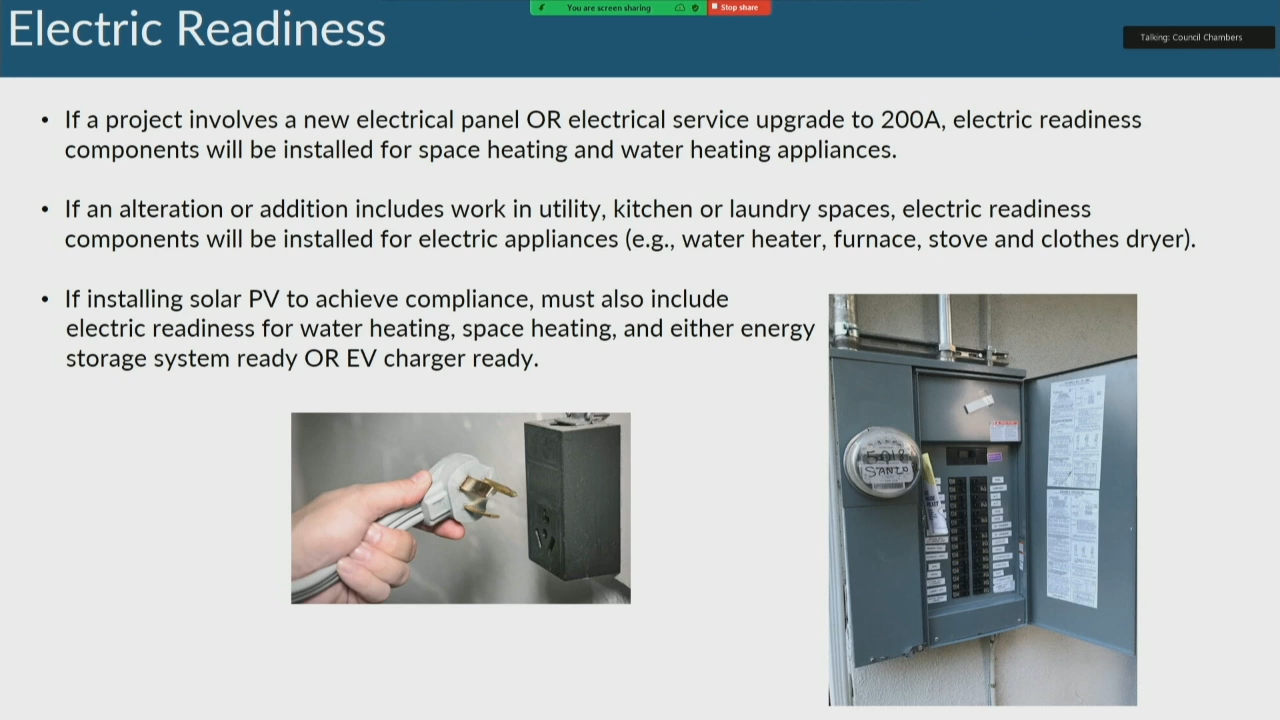 Electric Readiness
You are screen sharing
Stop share
Talking: Council Chambers
• If a project involves a new electrical panel OR electrical service upgrade to 200A, electric readiness
components will be installed for space heating and water heating appliances.
• If an alteration or addition includes work in utility, kitchen or laundry spaces, electric readiness
components will be installed for electric appliances (e.g., water heater, furnace, stove and clothes dryer).
• If installing solar PV to achieve compliance, must also include
electric readiness for water heating, space heating, and either energy
storage system ready OR EV charger ready.